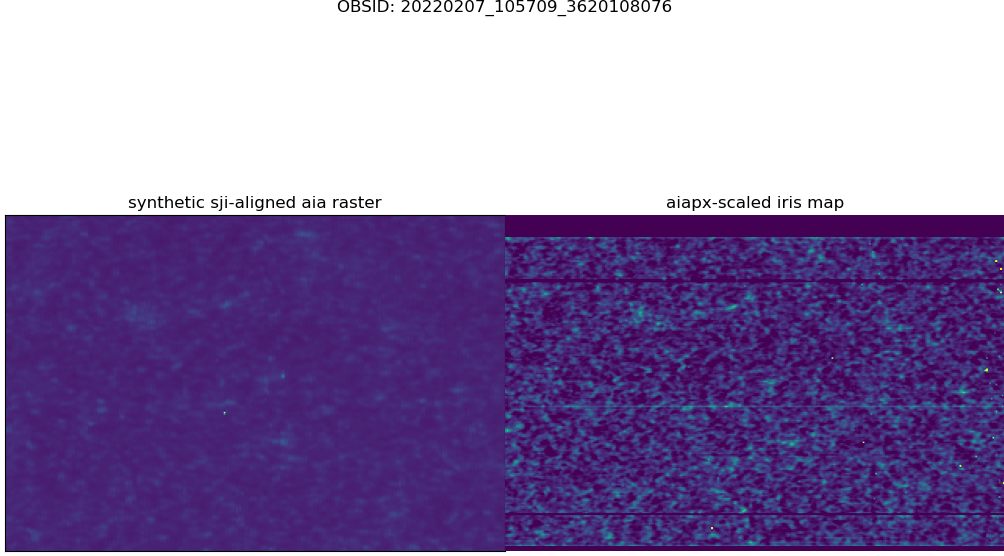 OBSID: 20220207_105709_3620108076
synthetic sji-aligned aia raster
aiapx-scaled iris map